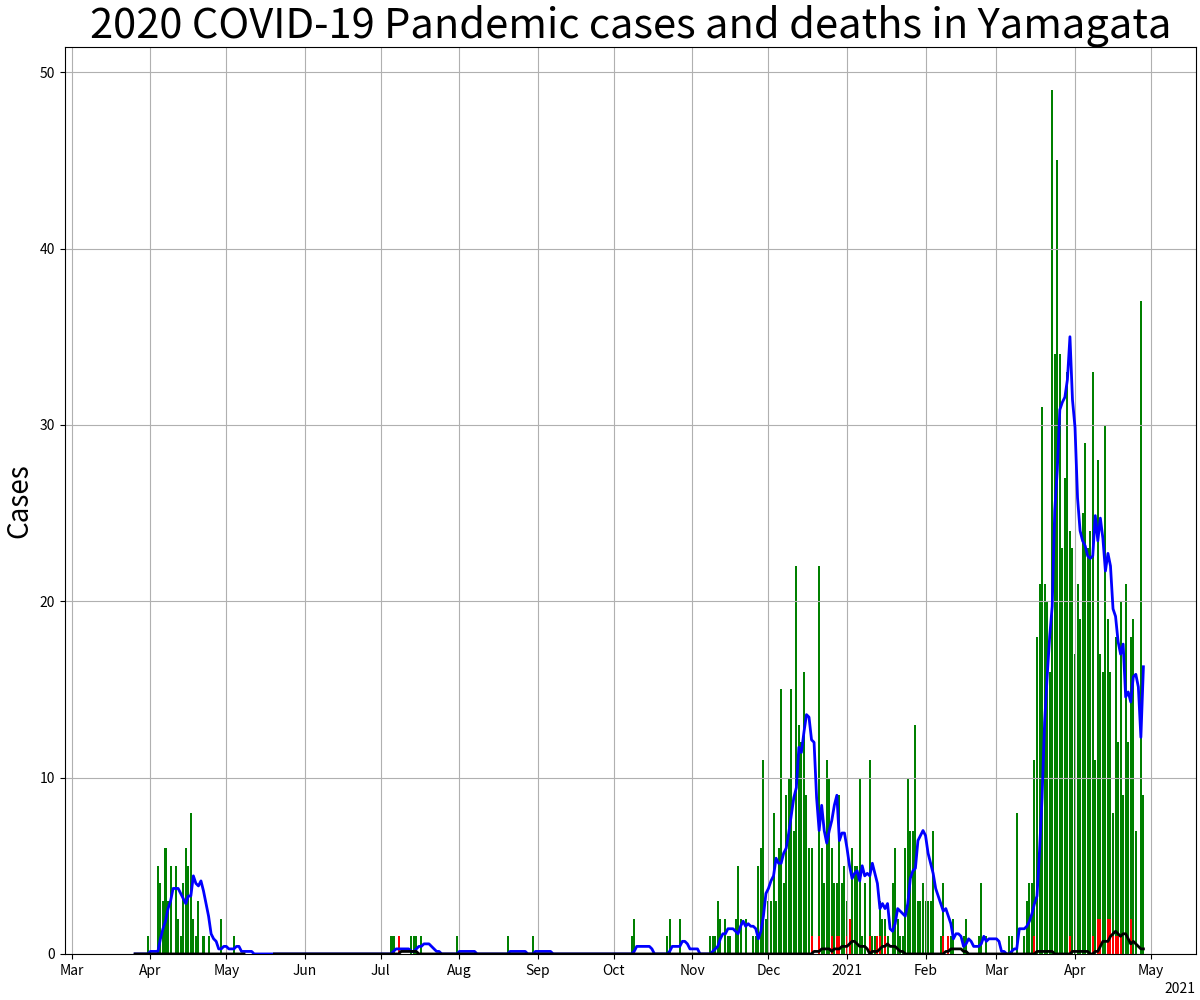 2020 COVID-19 Pandemic cases and deaths in Yamagata
50
40
30
20
10
0
Cases
Mar Apr May Jun Jul Aug Sep Oct Nov Dec 2021 Feb Mar Apr May
2021